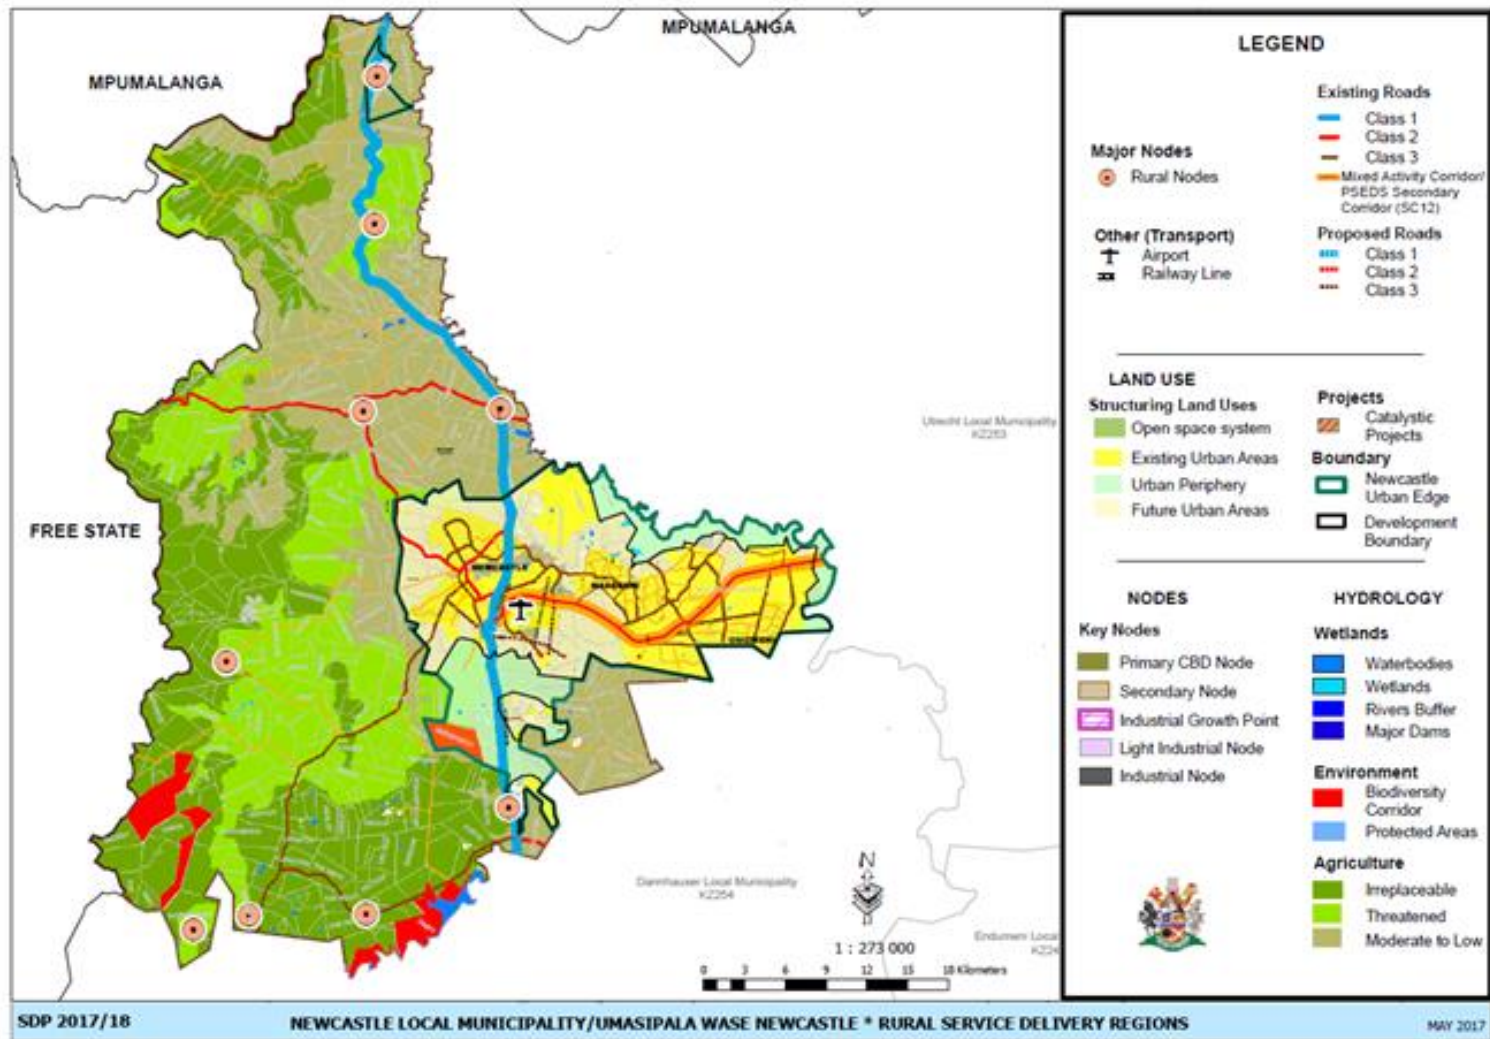 MPUMALANGA
MPUMALANGA
FREE STATE
NEWCASTLE
Utrecht Local Municipality
KZ253
Dannhauser Local Municipality
KZ254
Endumeni Local
N
1 : 273 000
0 3 6 9 12 15 18 Kilometers
LEGEND
Major Nodes
Rural Nodes
Other (Transport)
Airport
Railway Line
Existing Roads
Class 1
Class 2
Class 3
Mixed Activity Corridor/
PSEDS Secondary
Corridor (SC12)
Proposed Roads
Class 1
Class 2
Class 3
LAND USE
Structuring Land Uses
Open space system
Existing Urban Areas
Urban Periphery
Future Urban Areas
Projects
Catalystic
Projects
Boundary
Newcastle
Urban Edge
Development
Boundary
NODES
Key Nodes
Primary CBD Node
Secondary Node
Industrial Growth Point
Light Industrial Node
Industrial Node
HYDROLOGY
Wetlands
Waterbodies
Wetlands
Rivers Buffer
Major Dams
Environment
Biodiversity
Corridor
Protected Areas
Agriculture
Irreplaceable
Threatened
Moderate to Low
SDP 2017/18
NEWCASTLE LOCAL MUNICIPALITY/UMASIPALA WASE NEWCASTLE * RURAL SERVICE DELIVERY REGIONS
MAY 2017